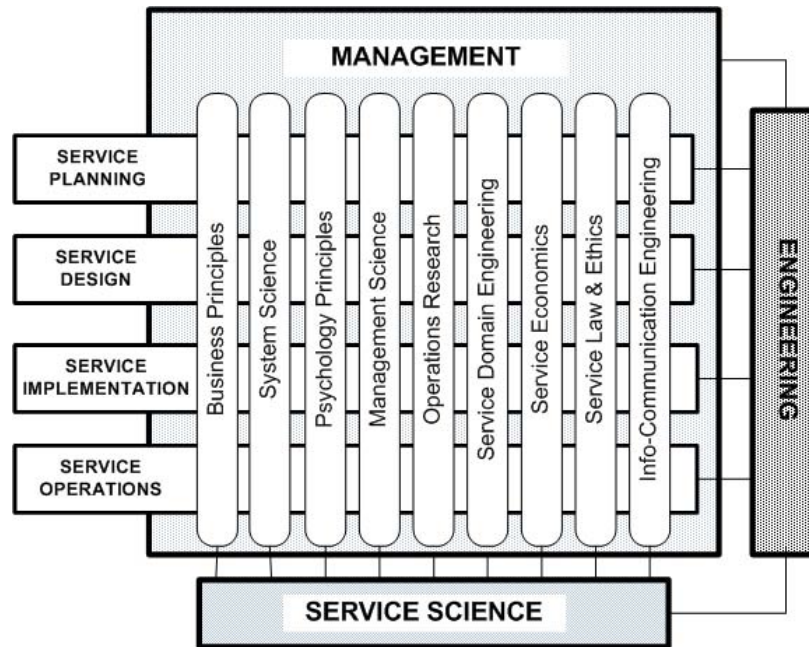 MANAGEMENT
SERVICE
PLANNING
SERVICE
DESIGN
SERVICE
IMPLEMENTATION
SERVICE
OPERATIONS
Business Principles
System Science
Psychology Principles
Management Science
Operations Research
Service Domain Engineering
Service Economics
Service Law & Ethics
Info-Communication Engineering
ENGINEERING
SERVICE SCIENCE